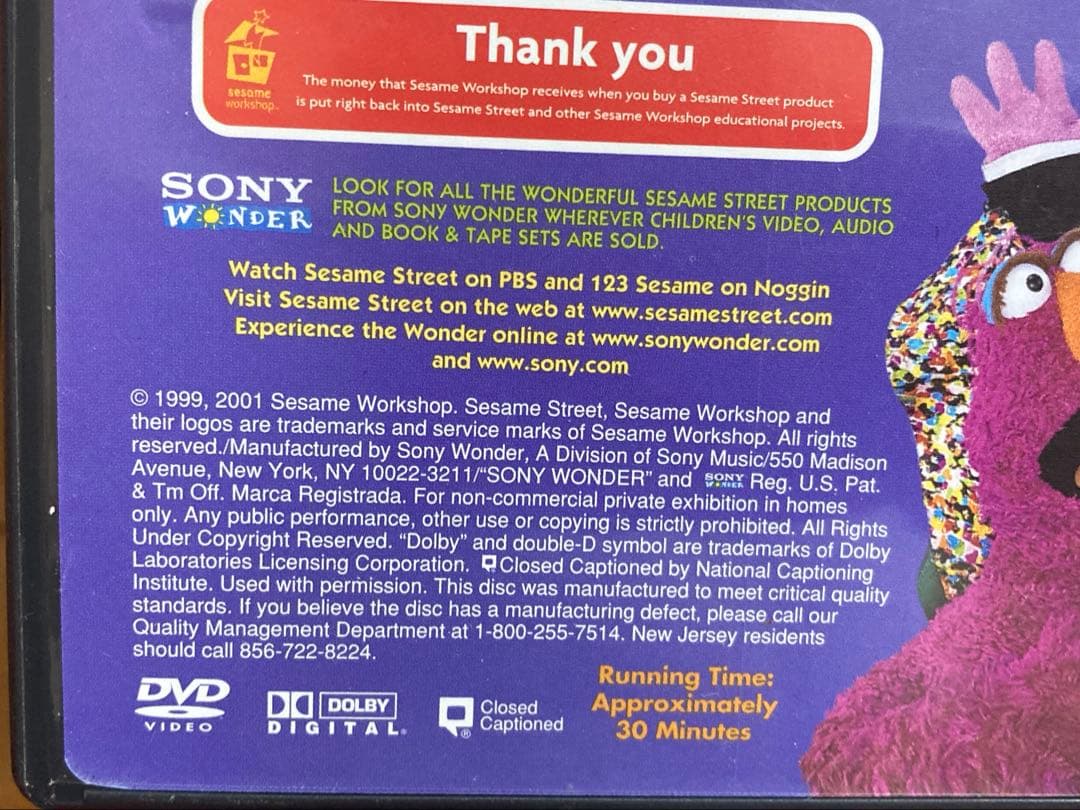 Thank you
The money that Sesame Workshop receives when you buy a Sesame Street product
is put right back into Sesame Street and other Sesame Workshop educational projects.
sesame
workshop™
SONY
WONDER
LOOK FOR ALL THE WONDERFUL SESAME STREET PRODUCTS
FROM SONY WONDER WHEREVER CHILDREN'S VIDEO, AUDIO
AND BOOK & TAPE SETS ARE SOLD.
Watch Sesame Street on PBS and 123 Sesame on Noggin
Visit Sesame Street on the web at www.sesamestreet.com
Experience the Wonder online at www.sonywonder.com
and www.sony.com
© 1999, 2001 Sesame Workshop. Sesame Street, Sesame Workshop and
their logos are trademarks and service marks of Sesame Workshop. All rights
reserved./Manufactured by Sony Wonder, A Division of Sony Music/550 Madison
Avenue, New York, NY 10022-3211/“SONY WONDER” and SONY WONDER Reg. U.S. Pat.
& Tm Off. Marca Registrada. For non-commercial private exhibition in homes
only. Any public performance, other use or copying is strictly prohibited. All Rights
Under Copyright Reserved. “Dolby” and double-D symbol are trademarks of Dolby
Laboratories Licensing Corporation. Closed Captioned by National Captioning
Institute. Used with permission. This disc was manufactured to meet critical quality
standards. If you believe the disc has a manufacturing defect, please call our
Quality Management Department at 1-800-255-7514. New Jersey residents
should call 856-722-8224.
DVD
VIDEO
DOLBY
DIGITAL®
Closed
Captioned
®
Running Time:
Approximately
30 Minutes